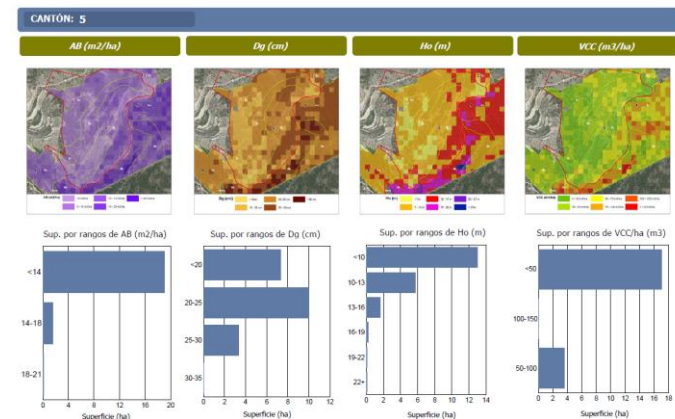 CANTÓN: 5
AB (m2/ha)
Dg (cm)
Ho (m)
VCC (m3/ha)
Sup. por rangos de AB (m2/ha)
<14
14-18
18-21
0 4 8 12 16 20
Superficie (ha)
Sup. por rangos de Dg (cm)
<20
20-25
25-30
30-35
0 2 4 6 8 10 12
Superficie (ha)
Sup. por rangos de Ho (m)
<10
10-13
13-16
16-19
19-22
22+
0 2 4 6 8 10 12 14
Superficie (ha)
Sup. por rangos de VCC/ha (m3)
<50
100-150
50-100
0 2 4 6 8 10 12 14 16 18
Superficie (ha)